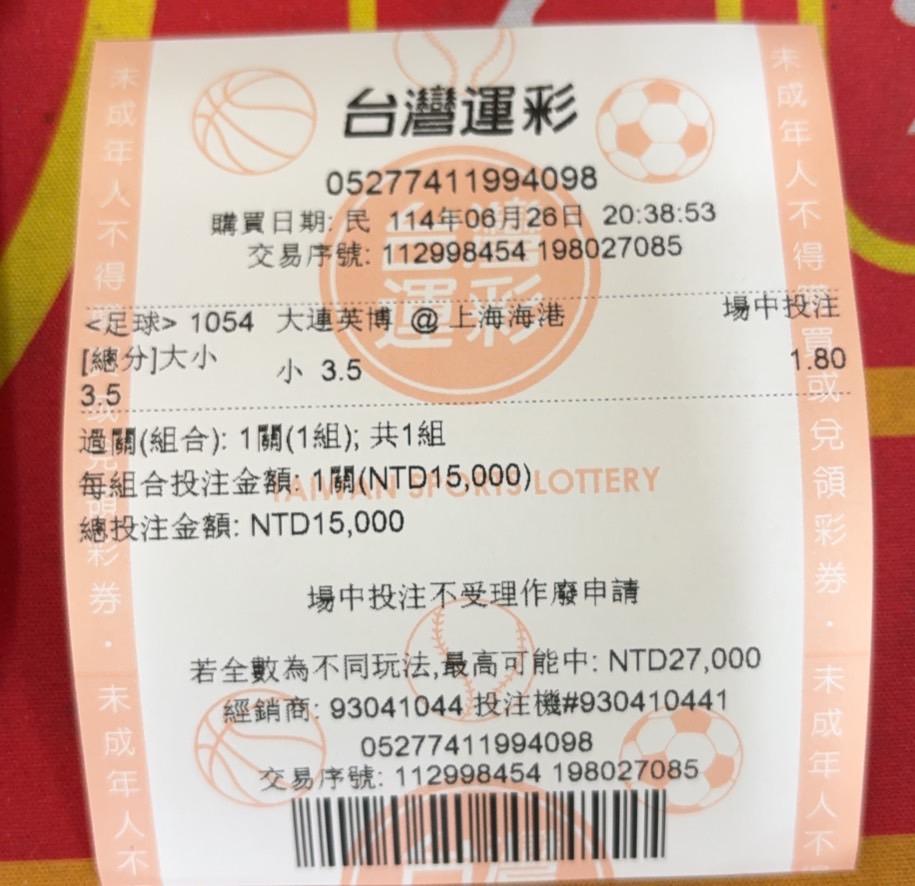 台灣運彩
05277411994098
購買日期: 民 114年06月26日 20:38:53
交易序號: 112998454 198027085
<足球> 1054 大連英博 @ 上海海港 場中投注
[總分]大小 小 3.5 1.80
3.5
過關(組合): 1關(1組); 共1組
每組合投注金額: 1關(NTD15,000)
TAIWAN SPORTS LOTTERY
總投注金額: NTD15,000
場中投注不受理作廢申請
若全數為不同玩法,最高可能中: NTD27,000
經銷商: 93041044 投注機#930410441
05277411994098
交易序號: 112998454 198027085
台灣運彩
台灣
未成年人不得購買或兌領彩券・未成年人不
未成年人不得購買或兌領彩券・未成年人不